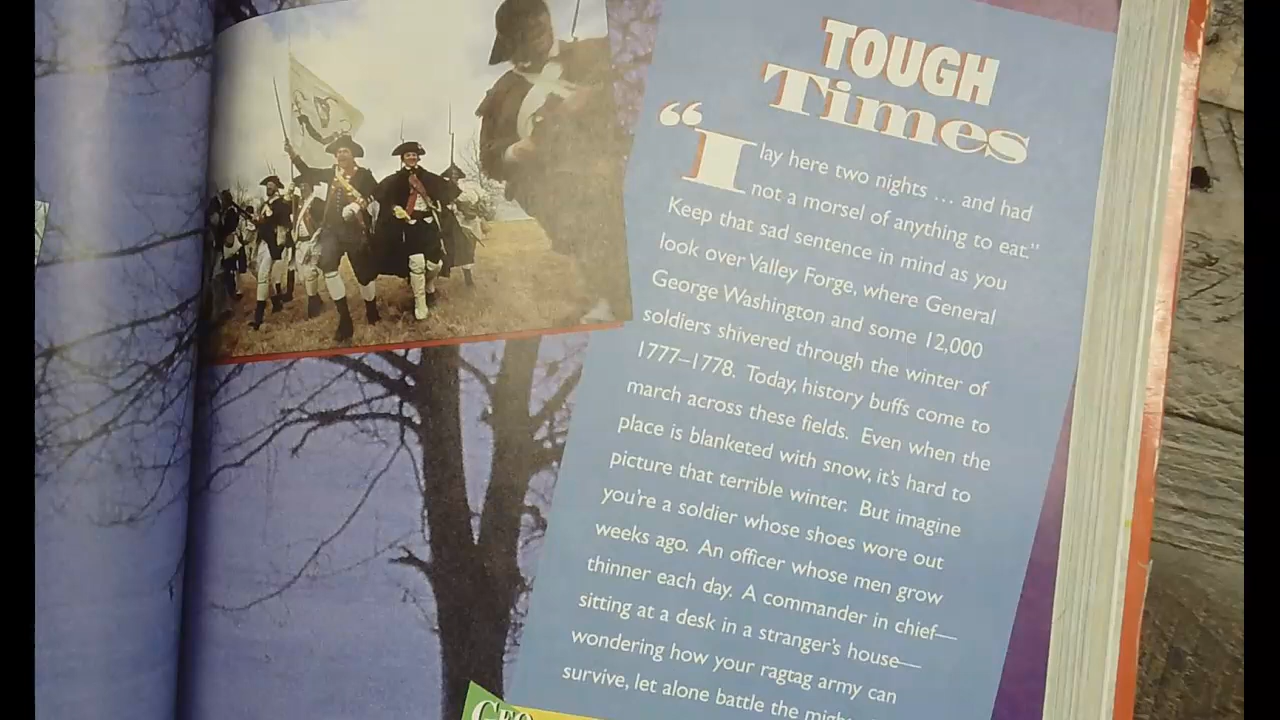 TOUGH
Times
"I lay here two nights … and had
not a morsel of anything to eat."
Keep that sad sentence in mind as you
look over Valley Forge, where General
George Washington and some 12,000
soldiers shivered through the winter of
1777–1778. Today, history buffs come to
march across these fields. Even when the
place is blanketed with snow, it's hard to
picture that terrible winter. But imagine
you're a soldier whose shoes wore out
weeks ago. An officer whose men grow
thinner each day. A commander in chief—
sitting at a desk in a stranger's house—
wondering how your ragtag army can
survive, let alone battle the